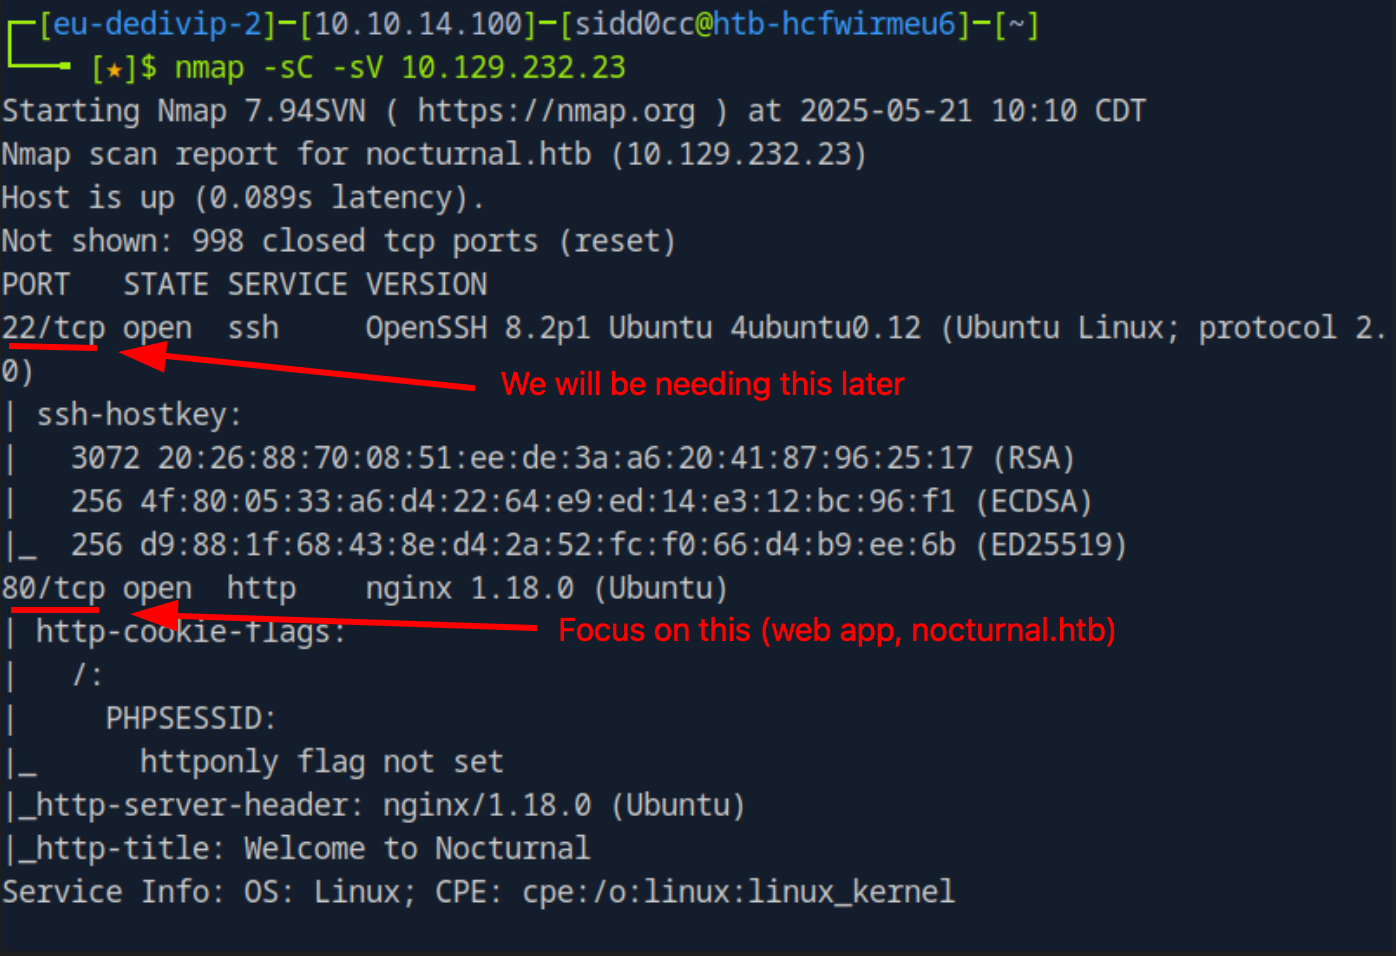 [eu-dedivip-2]─[10.10.14.100]─[sidd0cc@htb-hcfwirmeu6]─[~]
[★]$ nmap -sC -sV 10.129.232.23
Starting Nmap 7.94SVN ( https://nmap.org ) at 2025-05-21 10:10 CDT
Nmap scan report for nocturnal.htb (10.129.232.23)
Host is up (0.089s latency).
Not shown: 998 closed tcp ports (reset)
PORT   STATE SERVICE VERSION
22/tcp open  ssh     OpenSSH 8.2p1 Ubuntu 4ubuntu0.12 (Ubuntu Linux; protocol 2.
0)
We will be needing this later
| ssh-hostkey:
|   3072 20:26:88:70:08:51:ee:de:3a:a6:20:41:87:96:25:17 (RSA)
|   256 4f:80:05:33:a6:d4:22:64:e9:ed:14:e3:12:bc:96:f1 (ECDSA)
|_  256 d9:88:1f:68:43:8e:d4:2a:52:fc:f0:66:d4:b9:ee:6b (ED25519)
80/tcp open  http    nginx 1.18.0 (Ubuntu)
| http-cookie-flags:
Focus on this (web app, nocturnal.htb)
|   /:
|     PHPSESSID:
|_      httponly flag not set
|_http-server-header: nginx/1.18.0 (Ubuntu)
|_http-title: Welcome to Nocturnal
Service Info: OS: Linux; CPE: cpe:/o:linux:linux_kernel